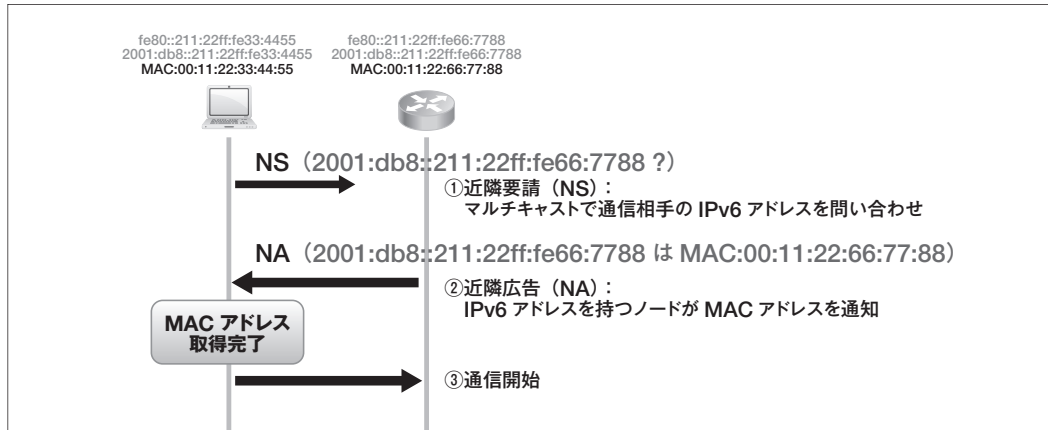 fe80::211:22ff:fe33:4455
2001:db8::211:22ff:fe33:4455
MAC:00:11:22:33:44:55
fe80::211:22ff:fe66:7788
2001:db8::211:22ff:fe66:7788
MAC:00:11:22:66:77:88
NS（2001:db8::211:22ff:fe66:7788 ?）
①近隣要請（NS）：
マルチキャストで通信相手の IPv6 アドレスを問い合わせ
NA（2001:db8::211:22ff:fe66:7788 は MAC:00:11:22:66:77:88）
②近隣広告（NA）：
IPv6 アドレスを持つノードが MAC アドレスを通知
MAC アドレス
取得完了
③通信開始